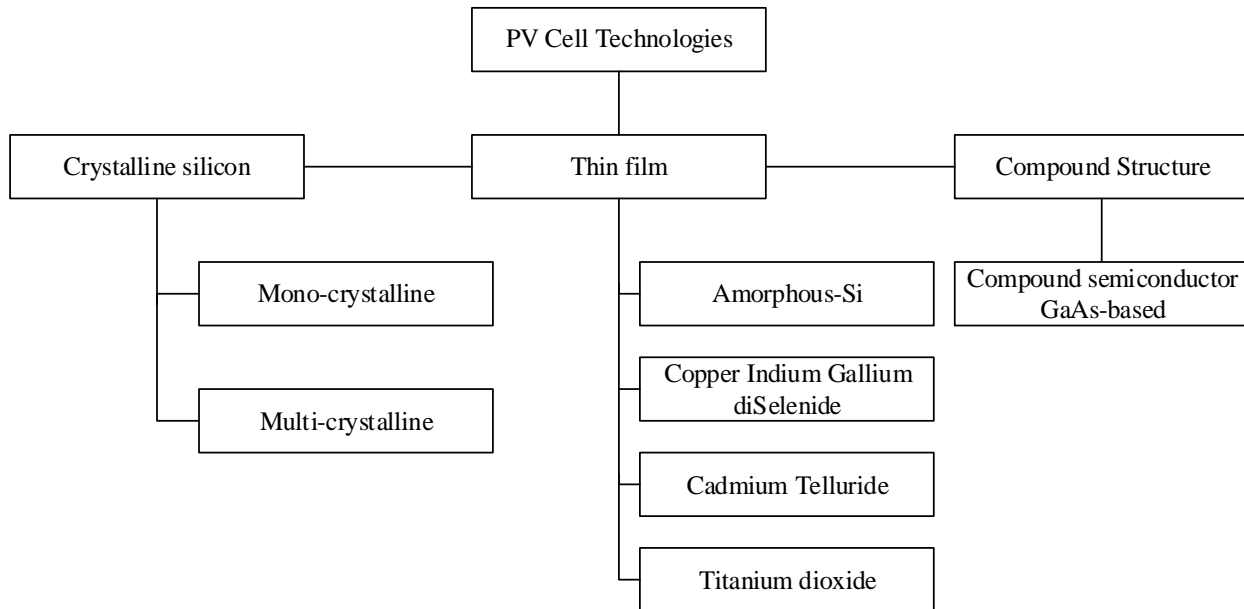 PV Cell Technologies
Crystalline silicon
Thin film
Compound Structure
Mono-crystalline
Multi-crystalline
Amorphous-Si
Copper Indium Gallium
diSelenide
Cadmium Telluride
Titanium dioxide
Compound semiconductor
GaAs-based